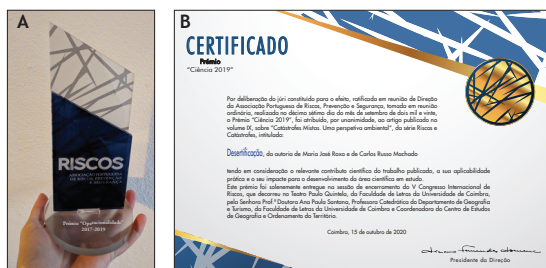 A
RISCOS
ASSOCIAÇÃO PORTUGUESA
DE RISCOS, PREVENÇÃO
E SEGURANÇA
Prémio "Operacionalidade"
2017-2019
B
CERTIFICADO
Prémio
"Ciência 2019"
Por deliberação do júri constituído para o efeito, ratificada em reunião de Direção
da Associação Portuguesa de Riscos, Prevenção e Segurança, tomada em reunião
ordinária, realizada no décimo sétimo dia do mês de setembro de dois mil e vinte,
o Prémio "Ciência 2019", foi atribuído, por unanimidade, ao artigo publicado no
volume IX, sobre "Catástrofes Mistas. Uma perspetiva ambiental", da série Riscos e
Catástrofes, intitulado:
Desertificação, da autoria de Maria José Roxo e de Carlos Russo Machado
tendo em consideração o relevante contributo científico do trabalho publicado, a sua aplicabilidade
prática e o seu impacte para o desenvolvimento da área científica em estudo.
Este prémio foi solenemente entregue na sessão de encerramento do V Congresso Internacional de
Riscos, que decorreu no Teatro Paulo Quintela, da Faculdade de Letras da Universidade de Coimbra,
pela Senhora Prof.ª Doutora Ana Paula Santana, Professora Catedrática do Departamento de Geografia
e Turismo, da Faculdade de Letras da Universidade de Coimbra e Coordenadora do Centro de Estudos
de Geografia e Ordenamento do Território.
Coimbra, 15 de outubro de 2020
Presidente da Direção